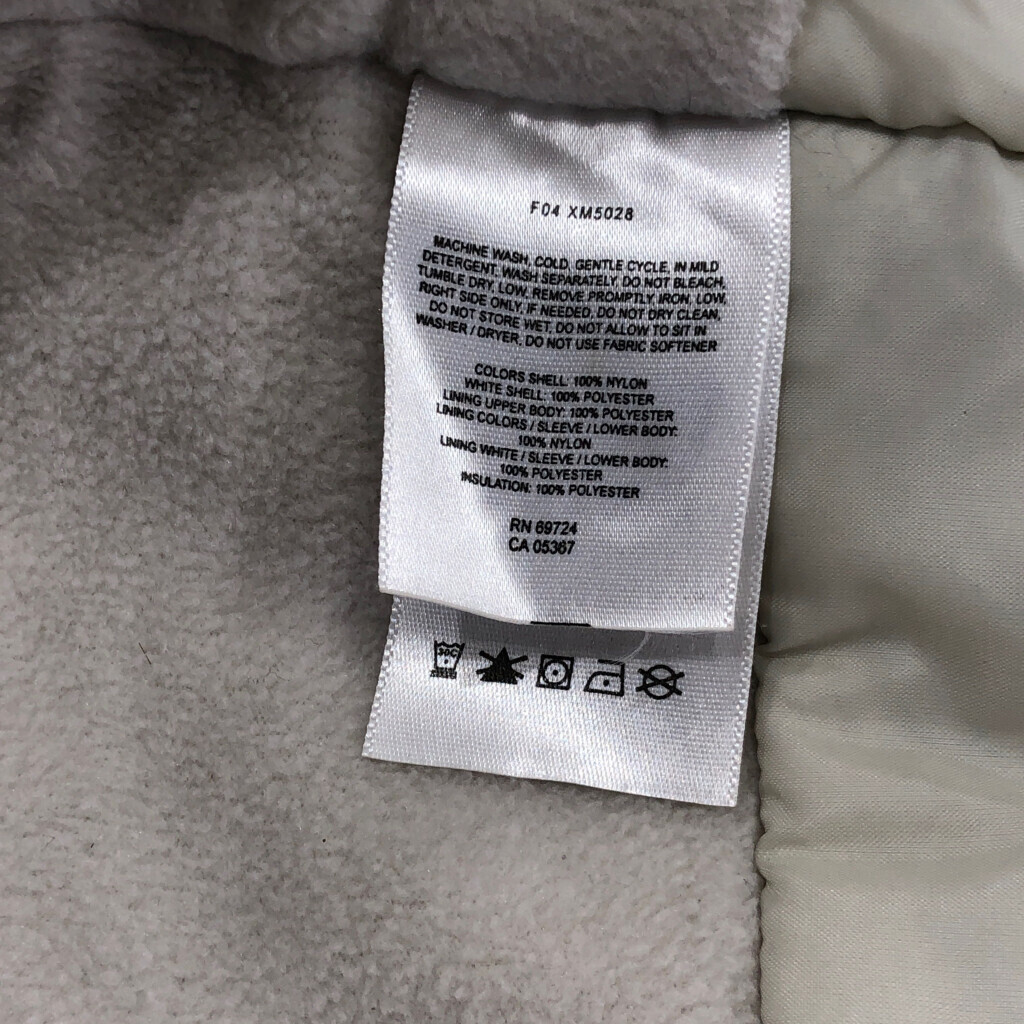 F04 XM5028
MACHINE WASH, COLD, GENTLE CYCLE, IN MILD
DETERGENT, WASH SEPARATELY, DO NOT BLEACH,
TUMBLE DRY, LOW, REMOVE PROMPTLY, IRON, LOW,
RIGHT SIDE ONLY, IF NEEDED, DO NOT DRY CLEAN,
DO NOT STORE WET, DO NOT ALLOW TO SIT IN
WASHER / DRYER, DO NOT USE FABRIC SOFTENER
COLORS SHELL: 100% NYLON
WHITE SHELL: 100% POLYESTER
LINING UPPER BODY: 100% POLYESTER
LINING COLORS / SLEEVE / LOWER BODY:
100% NYLON
LINING WHITE / SLEEVE / LOWER BODY:
100% POLYESTER
INSULATION: 100% POLYESTER
RN 69724
CA 05367